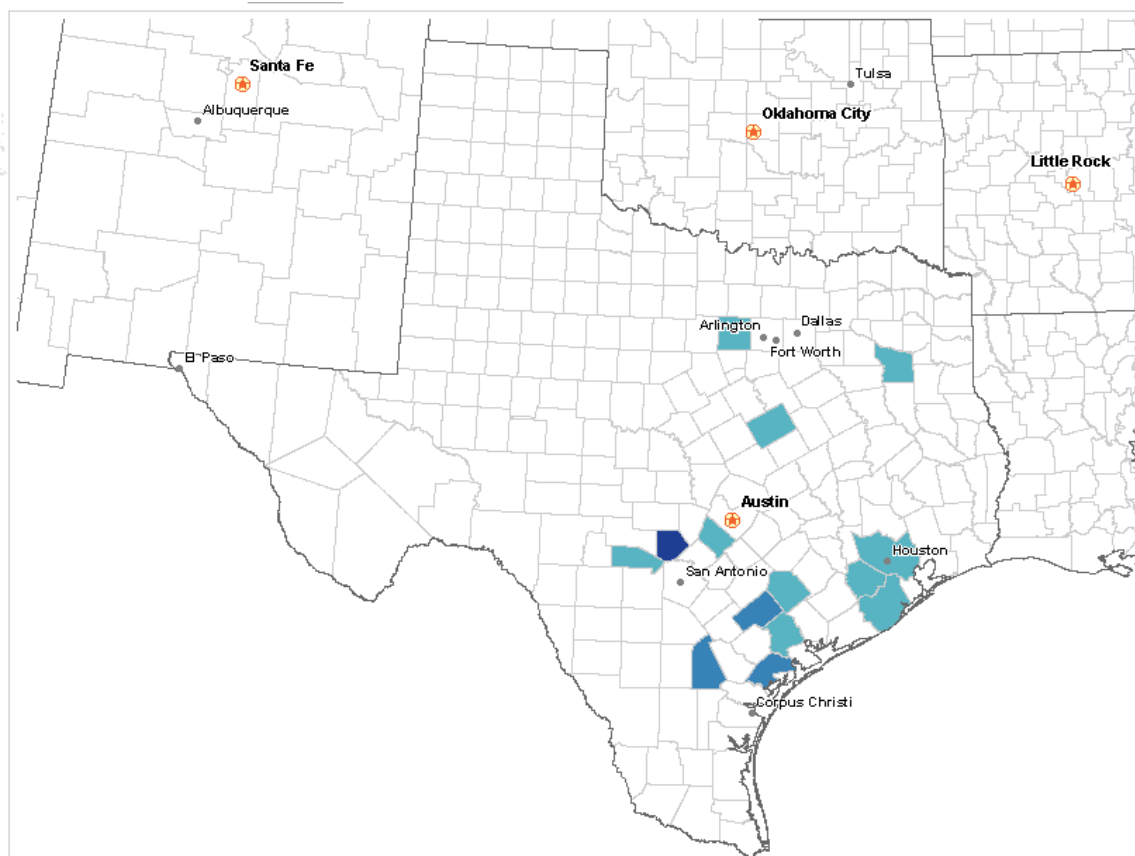 Santa Fe
Albuquerque
Tulsa
Oklahoma City
Little Rock
Arlington
Dallas
Fort Worth
El Paso
Austin
Houston
San Antonio
Corpus Christi